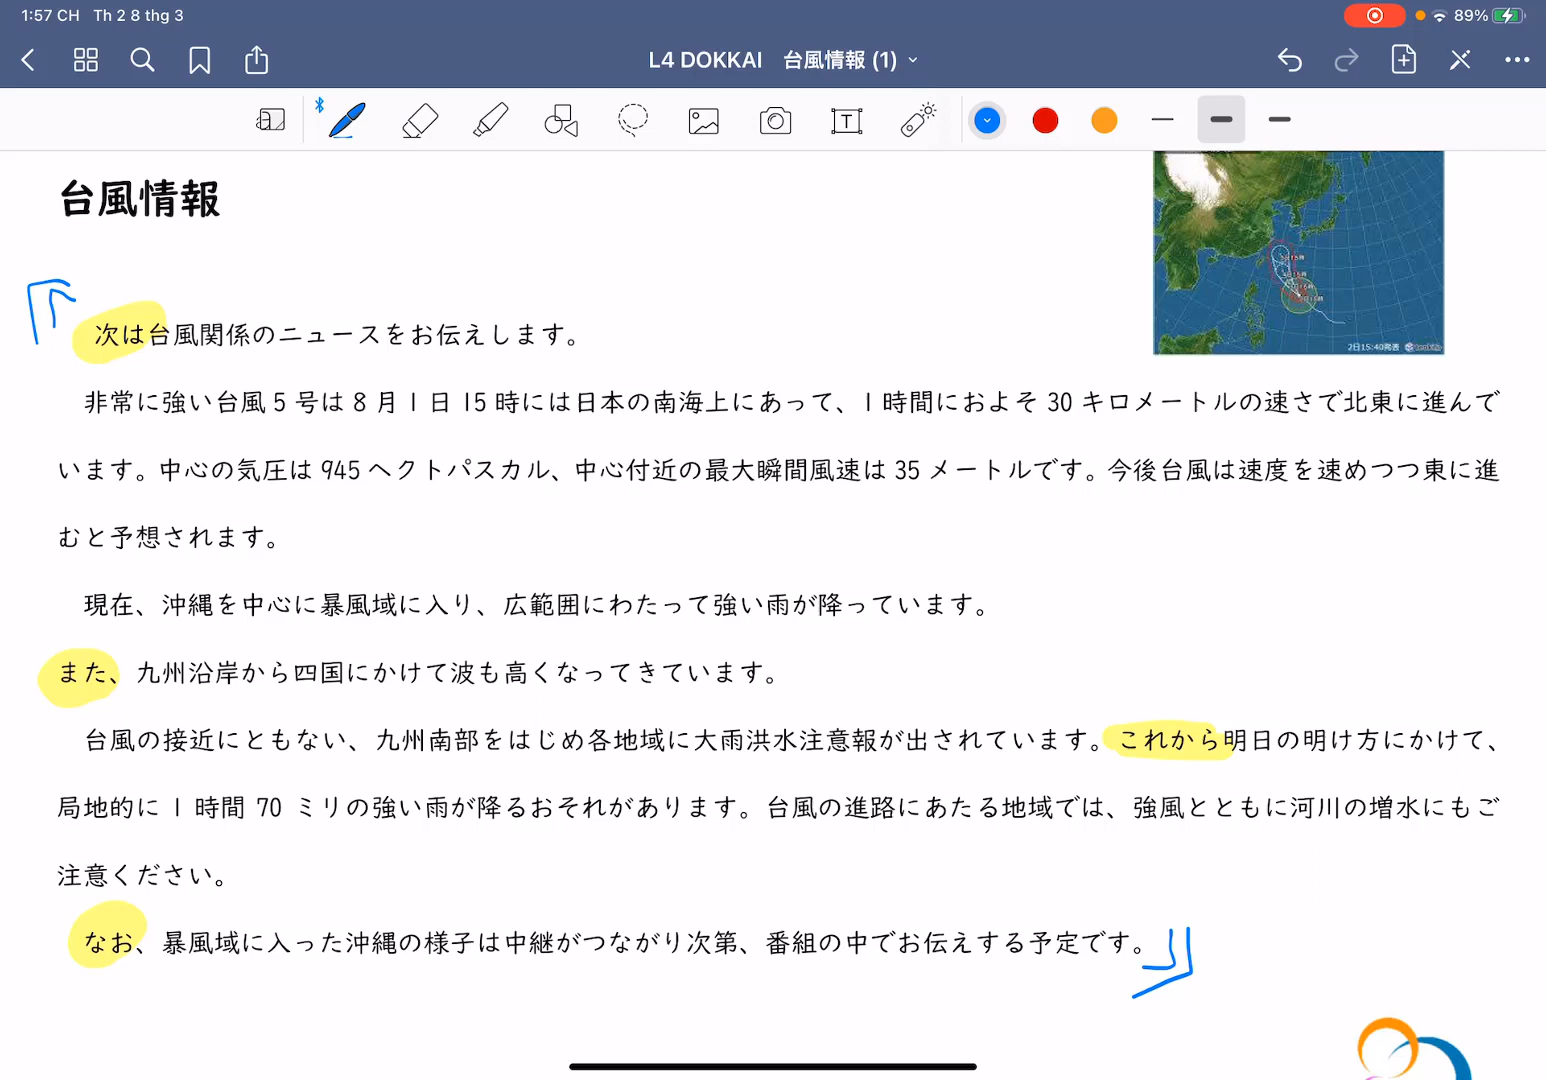 1:57 CH Th 2 8 thg 3
89%
L4 DOKKAI 台風情報 (1)
T
台風情報
2日15:40発表
次は台風関係のニュースをお伝えします。
非常に強い台風5号は8月1日15時には日本の南海上にあって、1時間におよそ30キロメートルの速さで北東に進んで
います。中心の気圧は945ヘクトパスカル、中心付近の最大瞬間風速は35メートルです。今後台風は速度を速めつつ東に進
むと予想されます。
現在、沖縄を中心に暴風域に入り、広範囲にわたって強い雨が降っています。
また、九州沿岸から四国にかけて波も高くなってきています。
台風の接近にともない、九州南部をはじめ各地域に大雨洪水注意報が出されています。これから明日の明け方にかけて、
局地的に1時間70ミリの強い雨が降るおそれがあります。台風の進路にあたる地域では、強風とともに河川の増水にもご
注意ください。
なお、暴風域に入った沖縄の様子は中継がつながり次第、番組の中でお伝えする予定です。